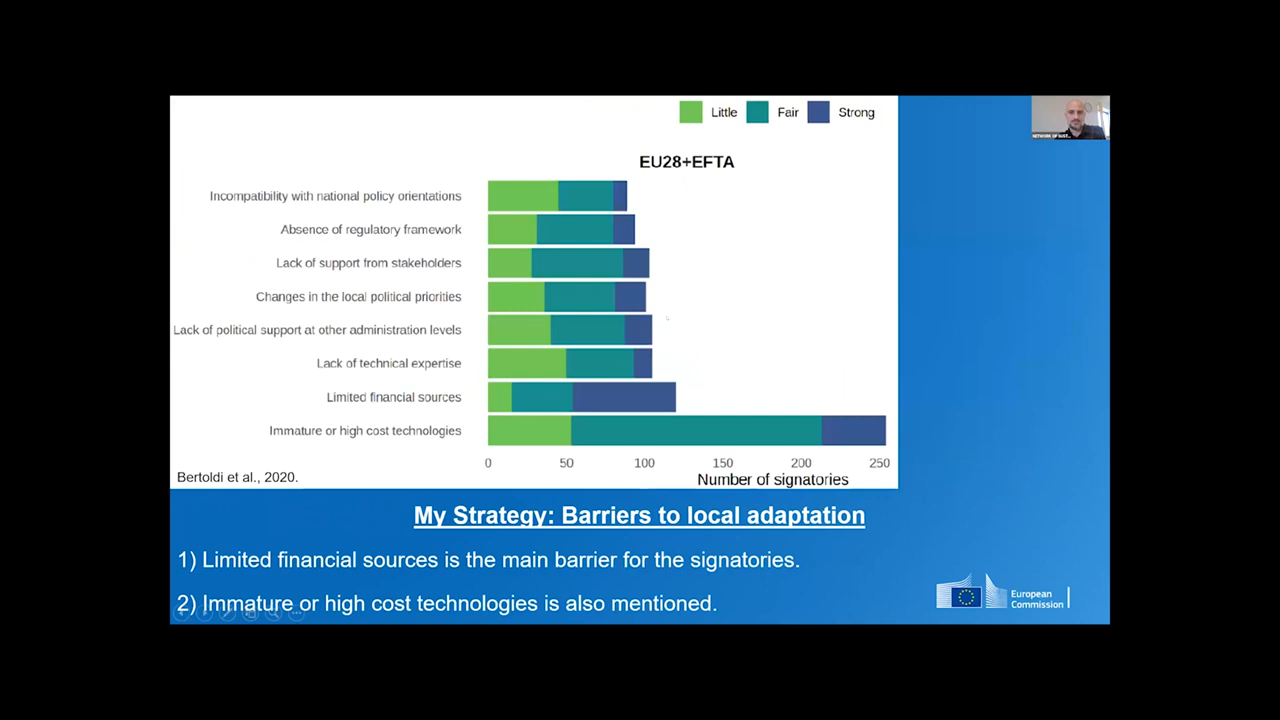 Little Fair Strong
EU28+EFTA
Incompatibility with national policy orientations
Absence of regulatory framework
Lack of support from stakeholders
Changes in the local political priorities
Lack of political support at other administration levels
Lack of technical expertise
Limited financial sources
Immature or high cost technologies
0 50 100 150 200 250
Number of signatories
Bertoldi et al., 2020.
My Strategy: Barriers to local adaptation
1) Limited financial sources is the main barrier for the signatories.
2) Immature or high cost technologies is also mentioned.
European
Commission